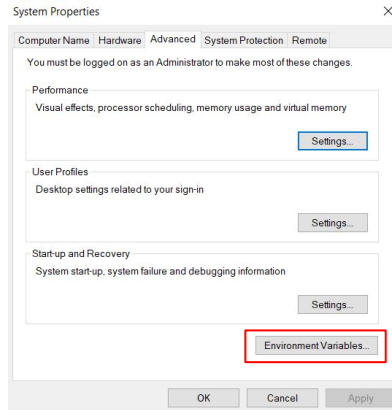 System Properties
Computer Name Hardware Advanced System Protection Remote
You must be logged on as an Administrator to make most of these changes.
Performance
Visual effects, processor scheduling, memory usage and virtual memory
Settings...
User Profiles
Desktop settings related to your sign-in
Settings...
Start-up and Recovery
System start-up, system failure and debugging information
Settings...
Environment Variables...
OK Cancel Apply